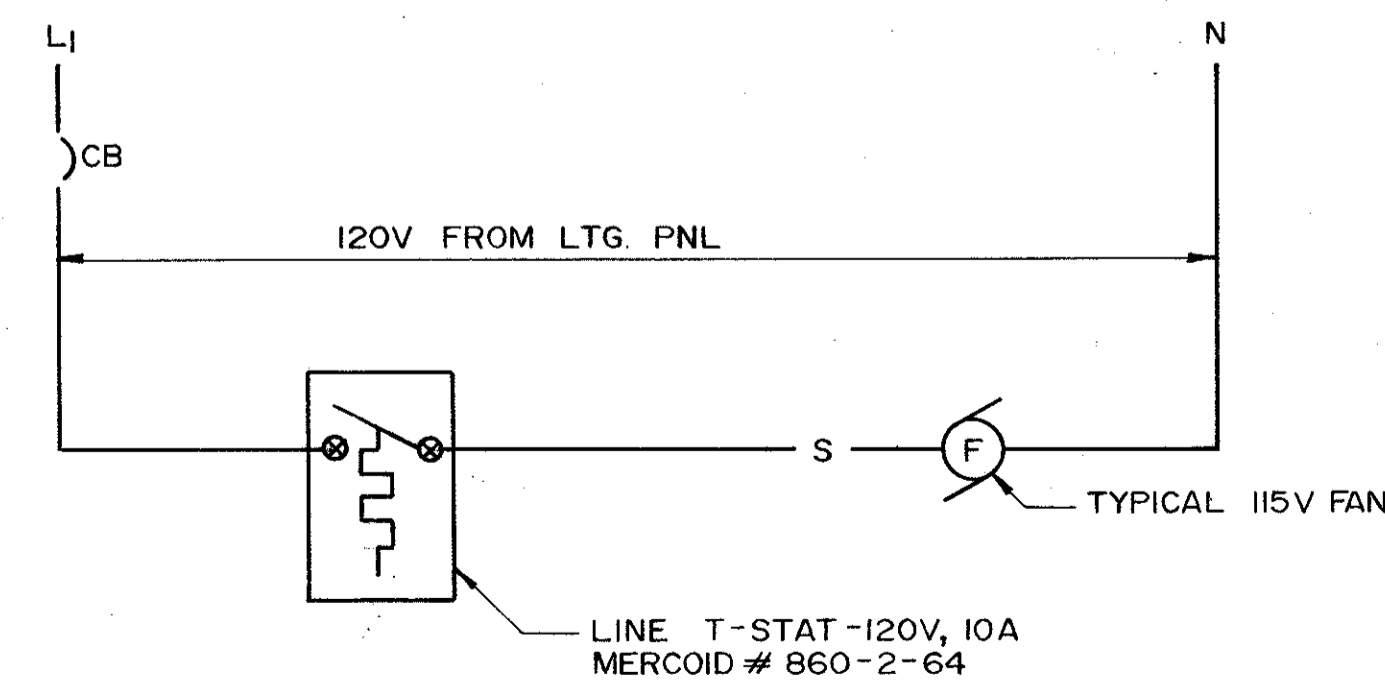 L1
N
CB
120V FROM LTG. PNL
S
F
TYPICAL 115V FAN
LINE T-STAT-120V, 10A
MERCOID # 860-2-64